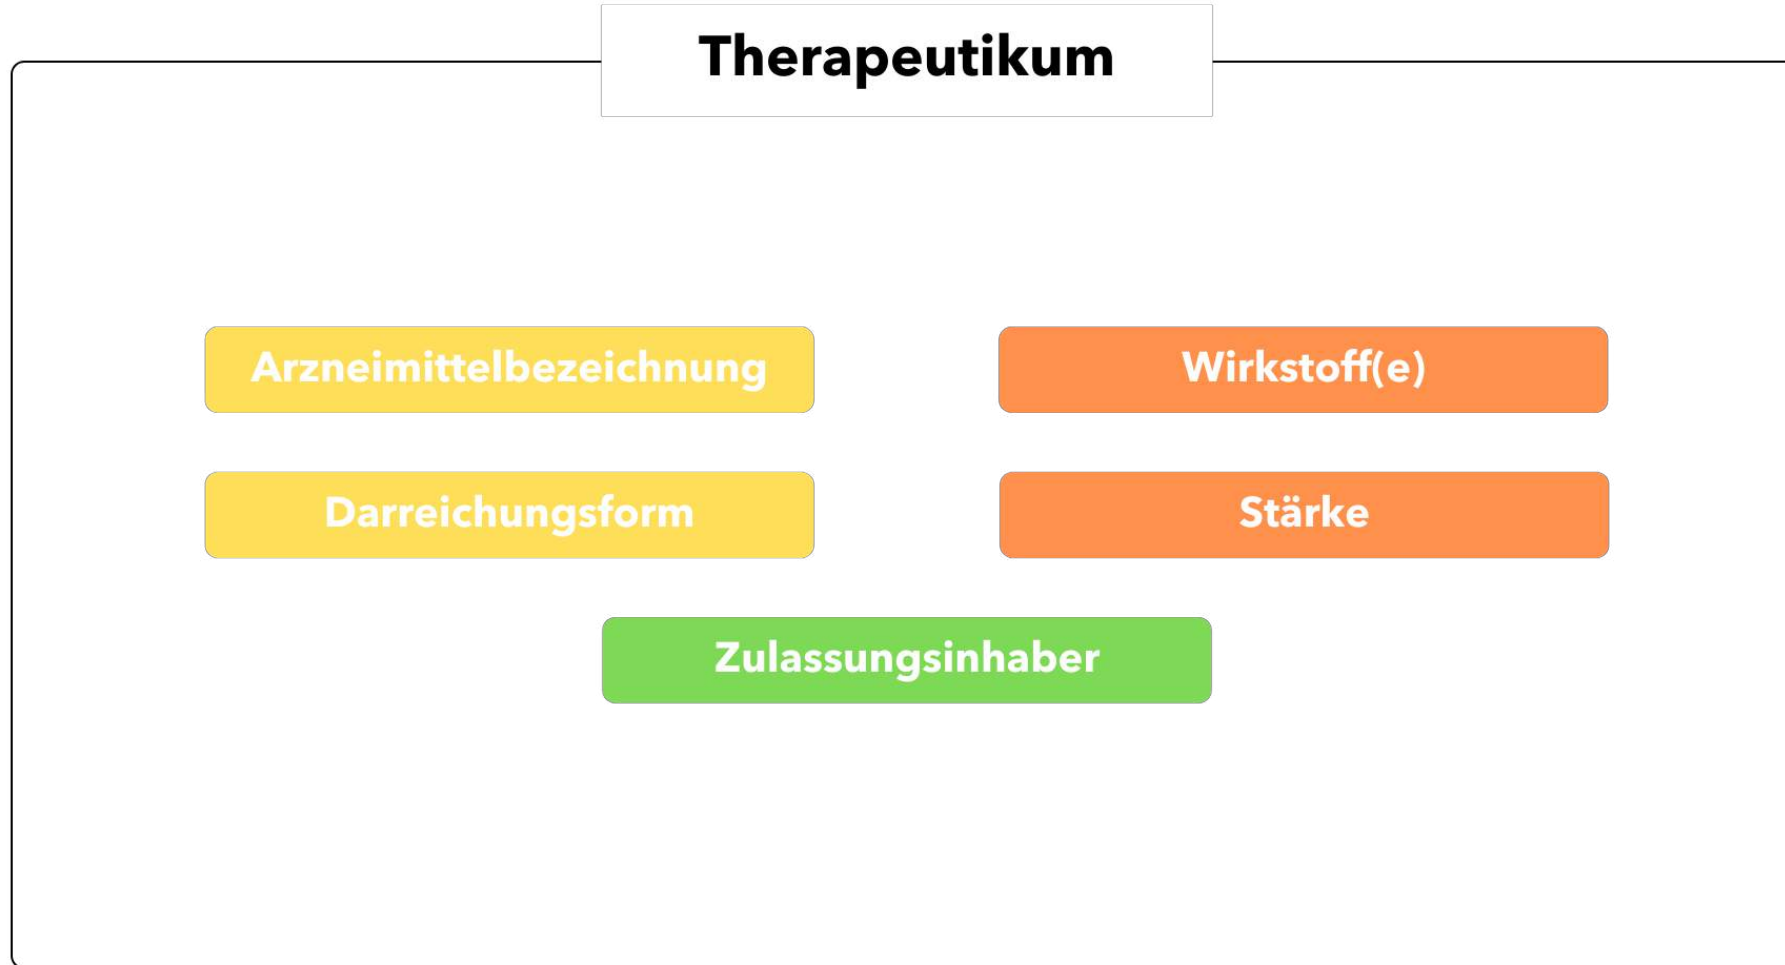 Therapeutikum
Arzneimittelbezeichnung
Wirkstoff(e)
Darreichungsform
Stärke
Zulassungsinhaber